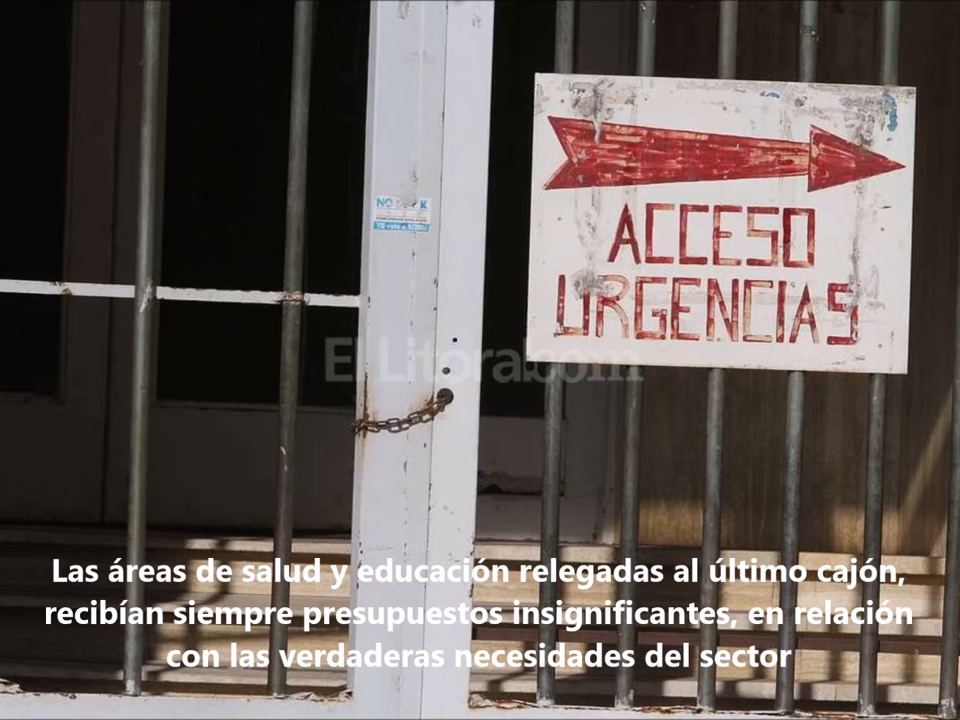 ACCESO
URGENCIAS
El Litoral.com
Las áreas de salud y educación relegadas al último cajón,
recibían siempre presupuestos insignificantes, en relación
con las verdaderas necesidades del sector